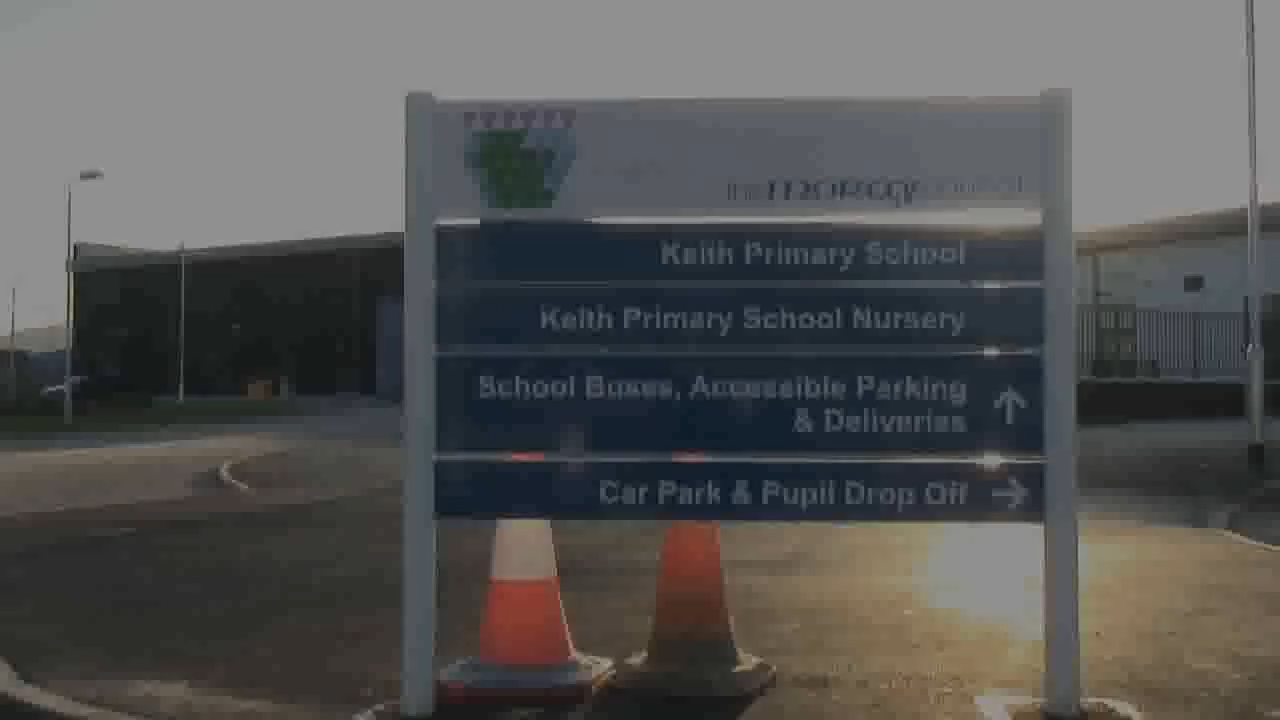 the moray council
Keith Primary School
Keith Primary School Nursery
School Buses, Accessible Parking
& Deliveries
Car Park & Pupil Drop Off